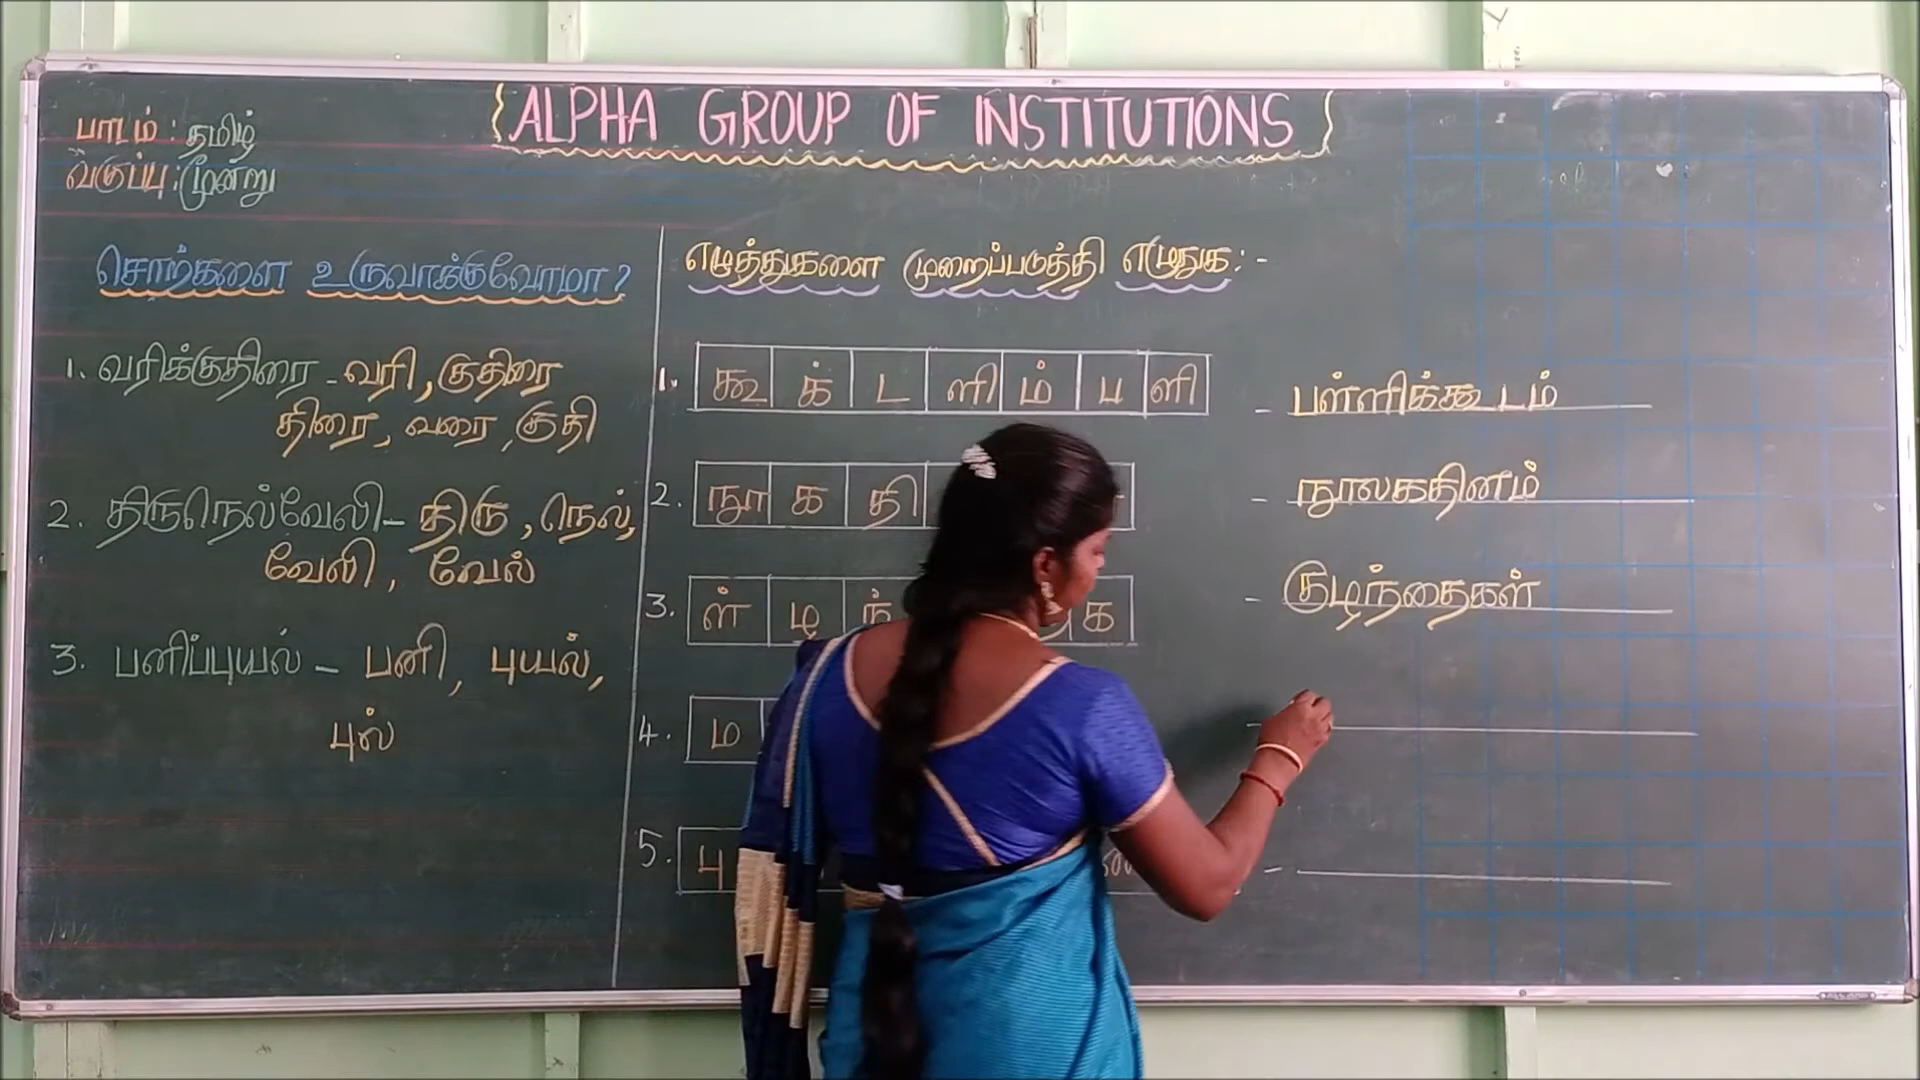 ALPHA GROUP OF INSTITUTIONS
பாடம் : தமிழ்
வகுப்பு : மூன்று
சொற்களை உருவாக்குவோமா?
1. வரிக்குதிரை - வரி, குதிரை
திரை, வரை, குதி
2. திருநெல்வேலி - திரு, நெல்,
வேலி, வேல்
3. பனிப்புயல் - பனி, புயல்,
புல்
எழுத்துகளை முறைப்படுத்தி எழுதுக : -
1. கூ க் ட ளி ம் ப ளி - பள்ளிக்கூடம்
2. நூ க தி - நூலகதினம்
3. ள் ழ ந் க - குழந்தைகள்
4. ம -
5. பு -